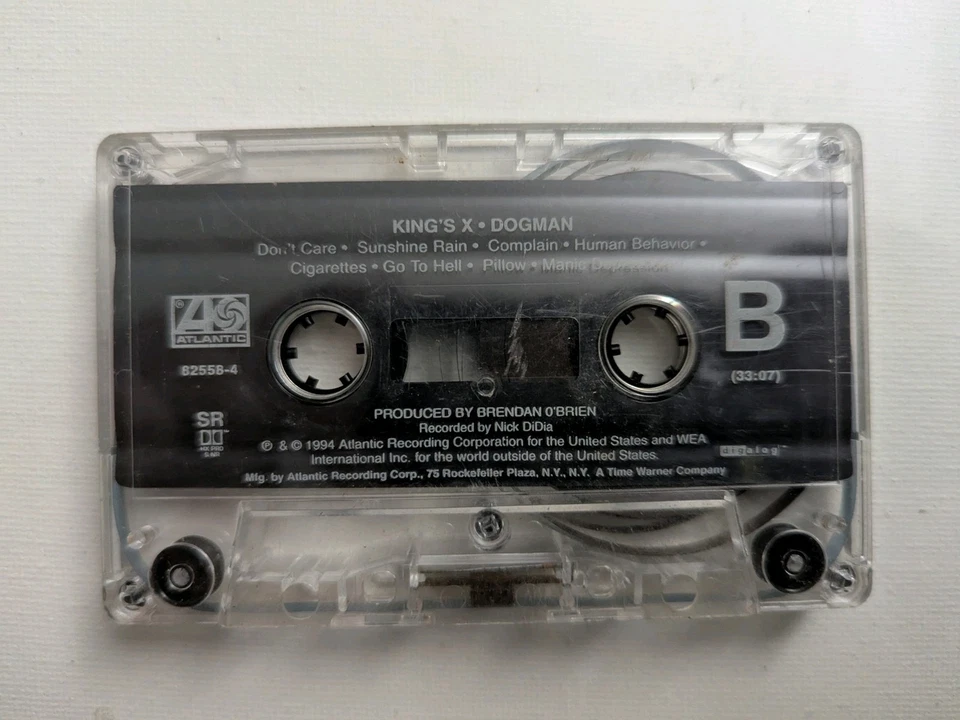 KING'S X • DOGMAN
Don't Care • Sunshine Rain • Complain • Human Behavior •
Cigarettes • Go To Hell • Pillow • Manic Depression
ATLANTIC
B
82558-4
(33:07)
PRODUCED BY BRENDAN O'BRIEN
Recorded by Nick DiDia
SR
HX PRO
B NR
℗ & © 1994 Atlantic Recording Corporation for the United States and WEA
International Inc. for the world outside of the United States.
digalog
Mfg. by Atlantic Recording Corp., 75 Rockefeller Plaza, N.Y., N.Y. A Time Warner Company